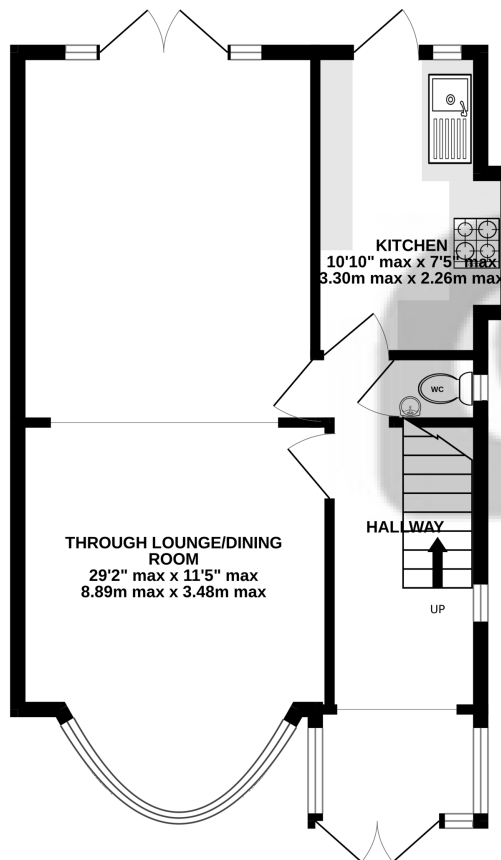 KITCHEN
10'10" max x 7'5" max
3.30m max x 2.26m max
WC
HALLWAY
THROUGH LOUNGE/DINING
ROOM
29'2" max x 11'5" max
8.89m max x 3.48m max
UP